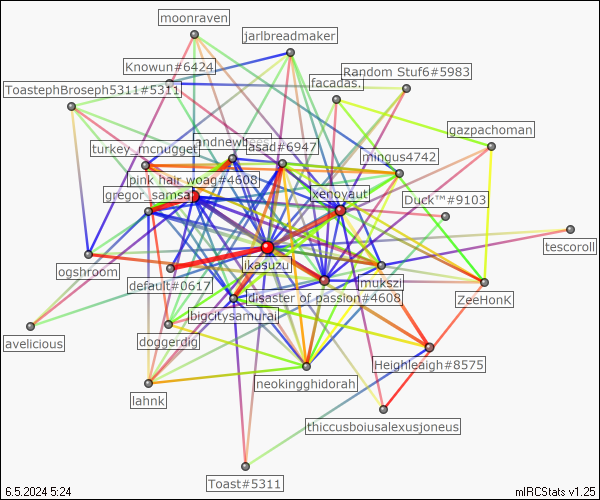 moonraven
jarlbreadmaker
Knowun#6424
Random Stuf6#5983
ToastephBroseph5311#5311
facadas.
gazpachoman
turkey_mcnugget
asad#6947
mingus4742
pink hair woag#4608
gregor_samsa
xenoyaut
Duck™#9103
tescoroll
ikasuzu
ogshroom
default#0617
mukszi
disaster of passion#4608
ZeeHonK
bigcitysamurai
avelicious
doggerdig
Heighleaigh#8575
neokingghidorah
lahnk
thiccusboiusalexusjoneus
Toast#5311
6.5.2024 5:24
mIRCStats v1.25